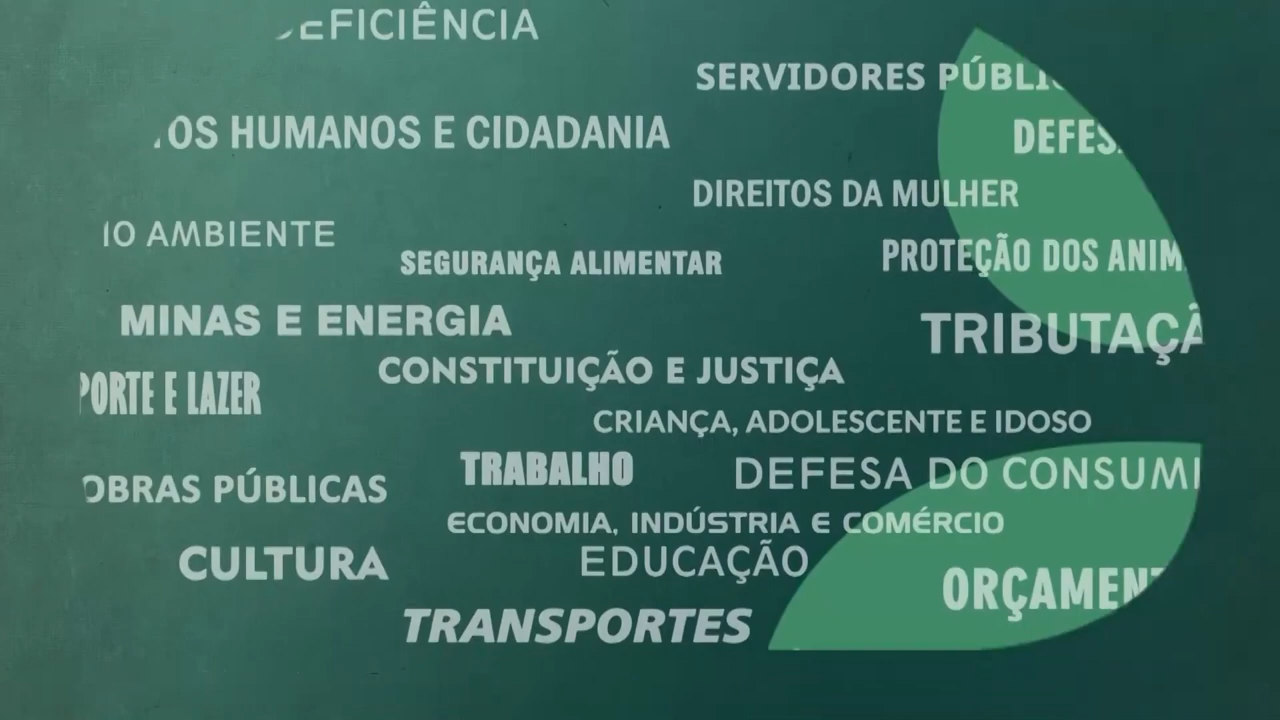 EFICIÊNCIA
SERVIDORES PÚBLI
OS HUMANOS E CIDADANIA
DEFES
DIREITOS DA MULHER
IO AMBIENTE
SEGURANÇA ALIMENTAR
PROTEÇÃO DOS ANIM
MINAS E ENERGIA
TRIBUTAÇÃ
CONSTITUIÇÃO E JUSTIÇA
PORTE E LAZER
CRIANÇA, ADOLESCENTE E IDOSO
TRABALHO
DEFESA DO CONSUMI
OBRAS PÚBLICAS
ECONOMIA, INDÚSTRIA E COMÉRCIO
CULTURA
EDUCAÇÃO
ORÇAMEN
TRANSPORTES